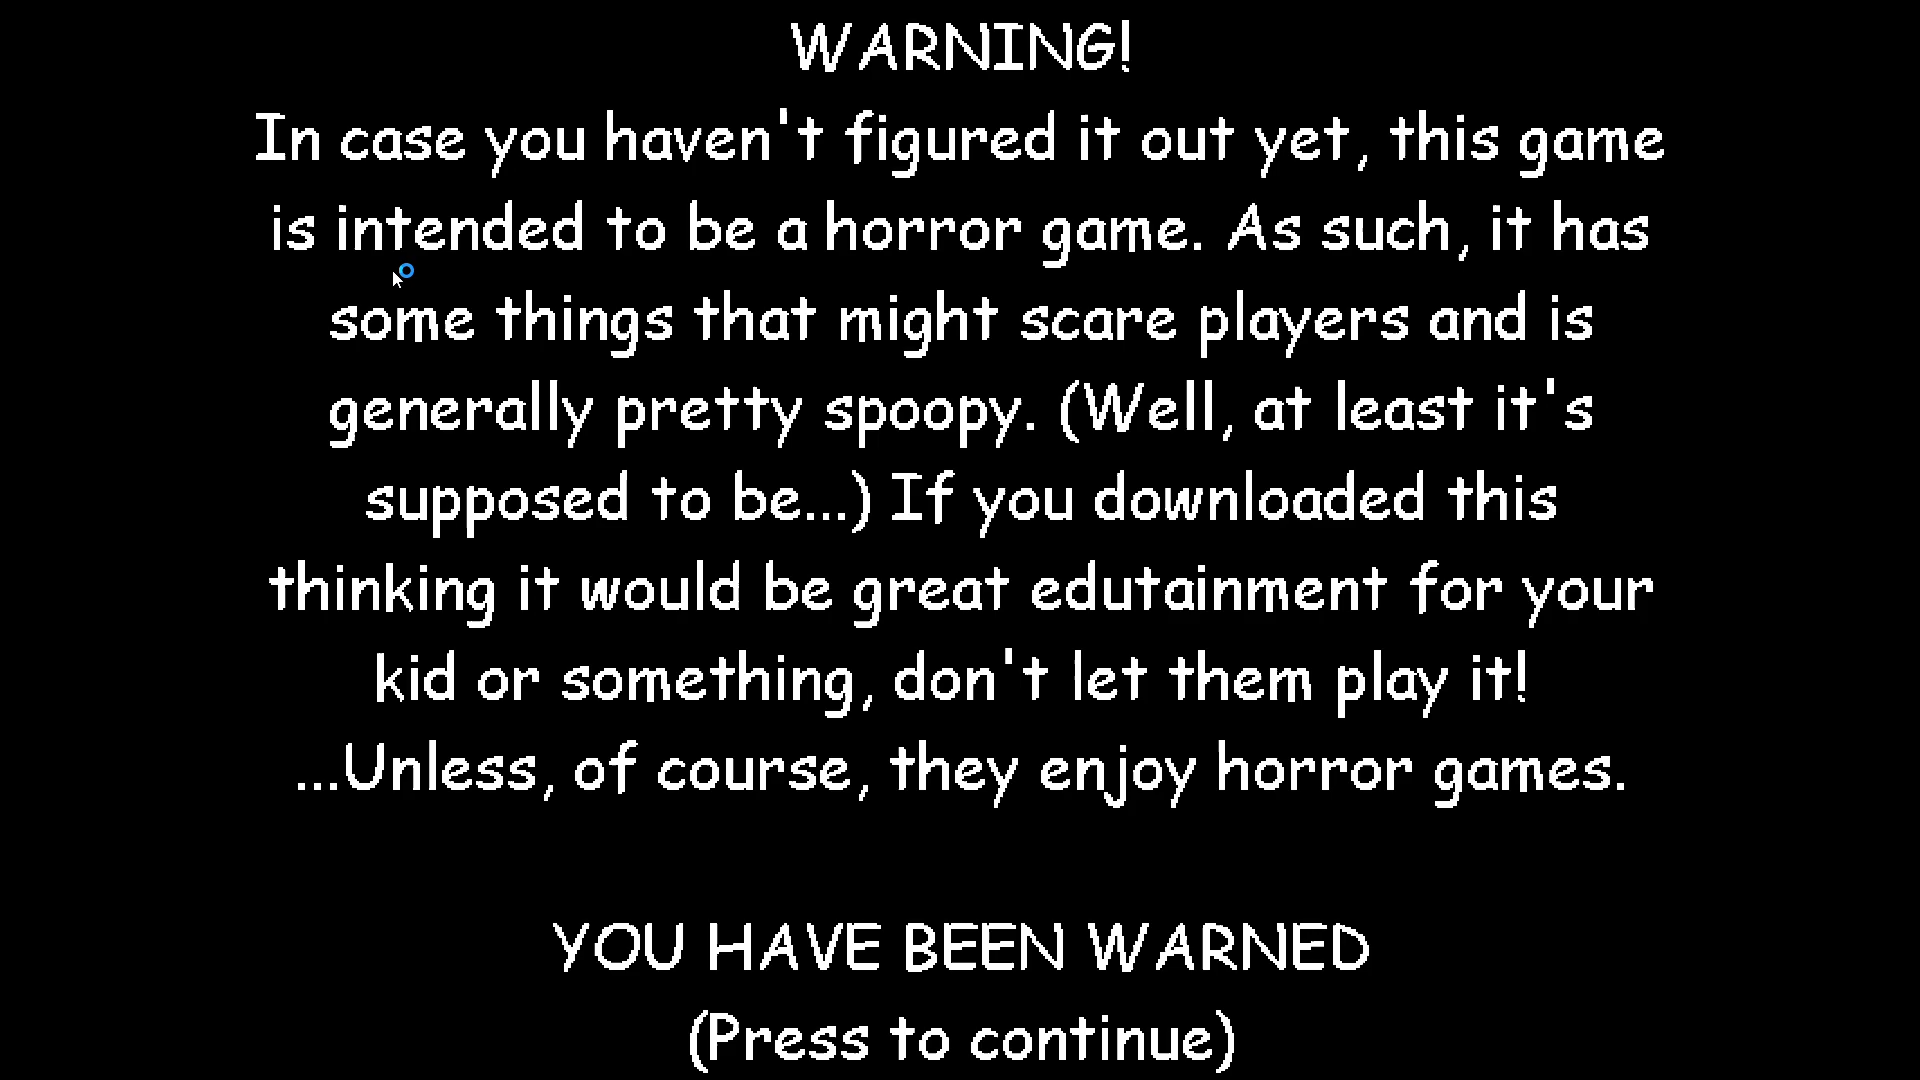 WARNING!
In case you haven't figured it out yet, this game
is intended to be a horror game. As such, it has
some things that might scare players and is
generally pretty spoopy. (Well, at least it's
supposed to be...) If you downloaded this
thinking it would be great edutainment for your
kid or something, don't let them play it!
...Unless, of course, they enjoy horror games.
YOU HAVE BEEN WARNED
(Press to continue)